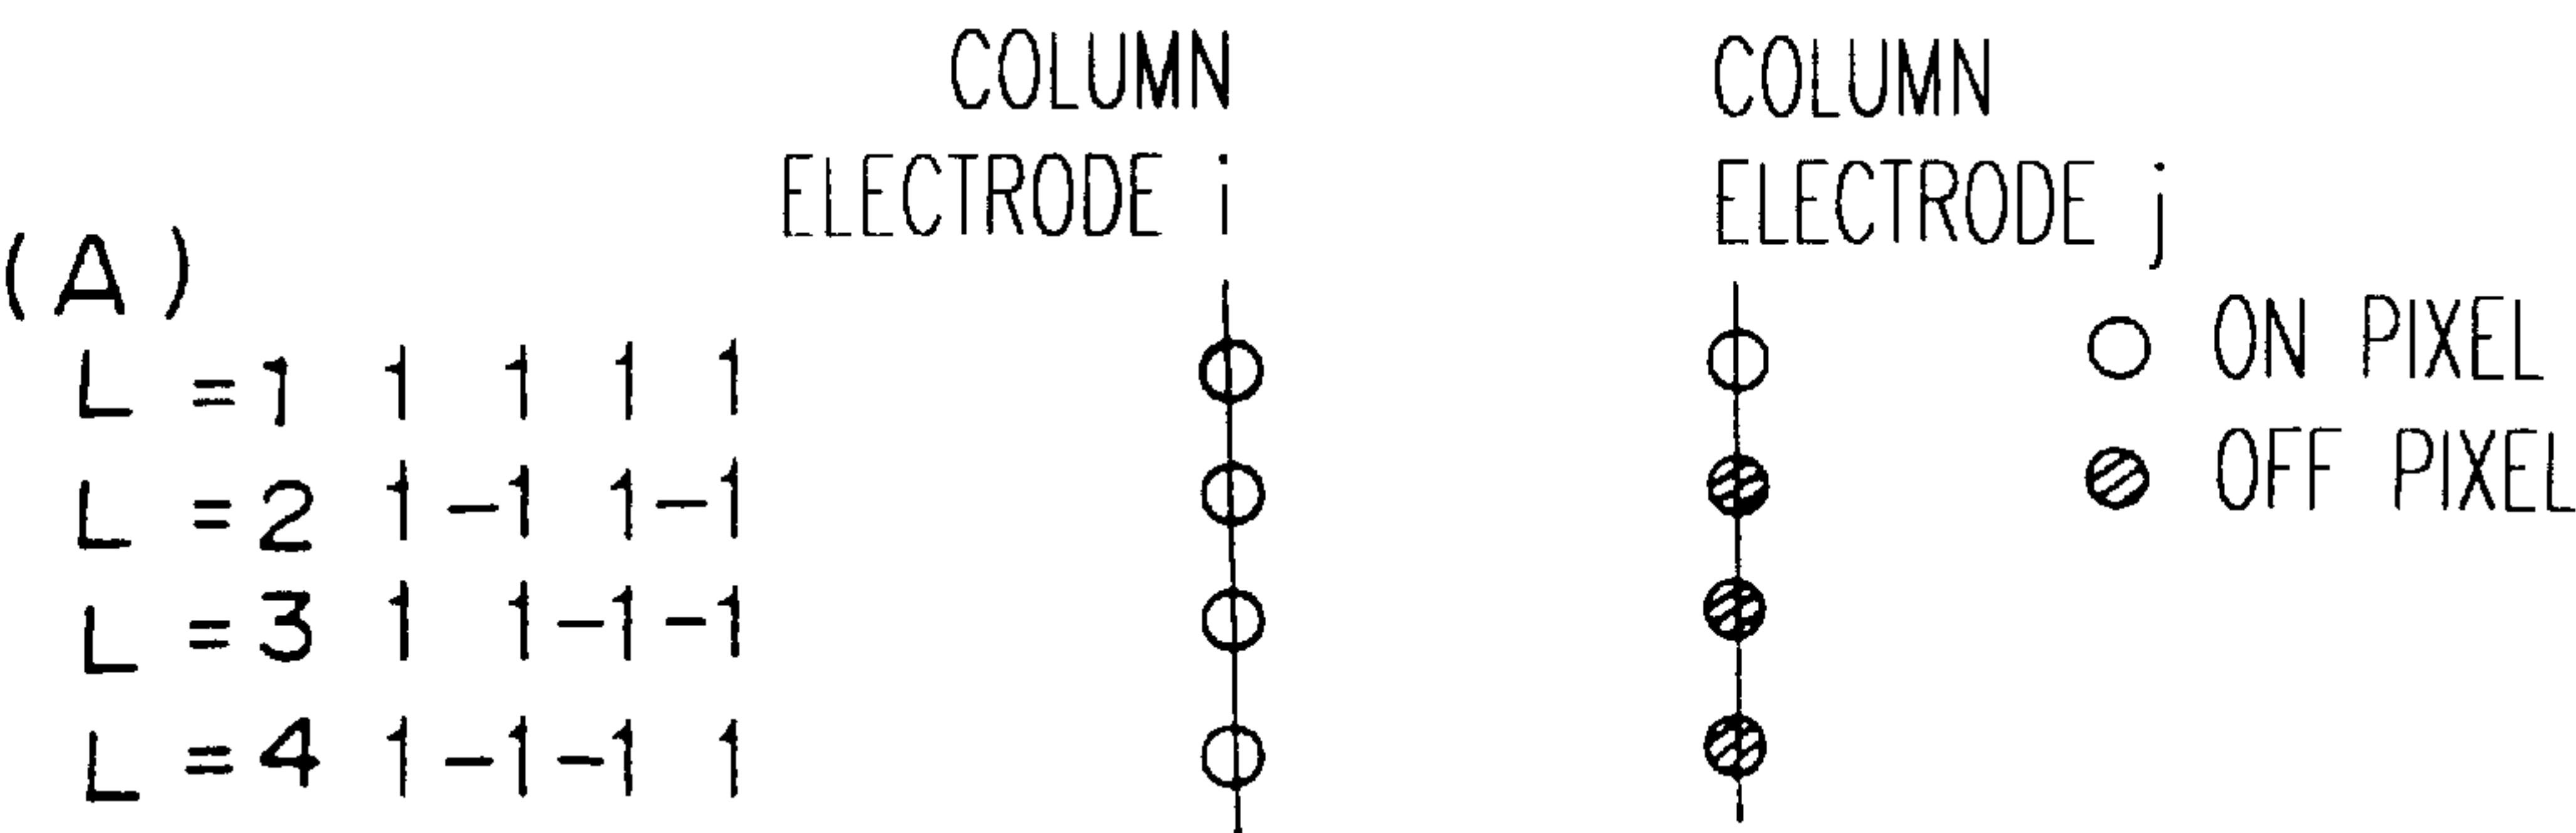 COLUMN ELECTRODE i
COLUMN ELECTRODE j
(A)
ON PIXEL
OFF PIXEL
L = 1 1 1 1 1
L = 2 1 -1 1 -1
L = 3 1 1 -1 -1
L = 4 1 -1 -1 1